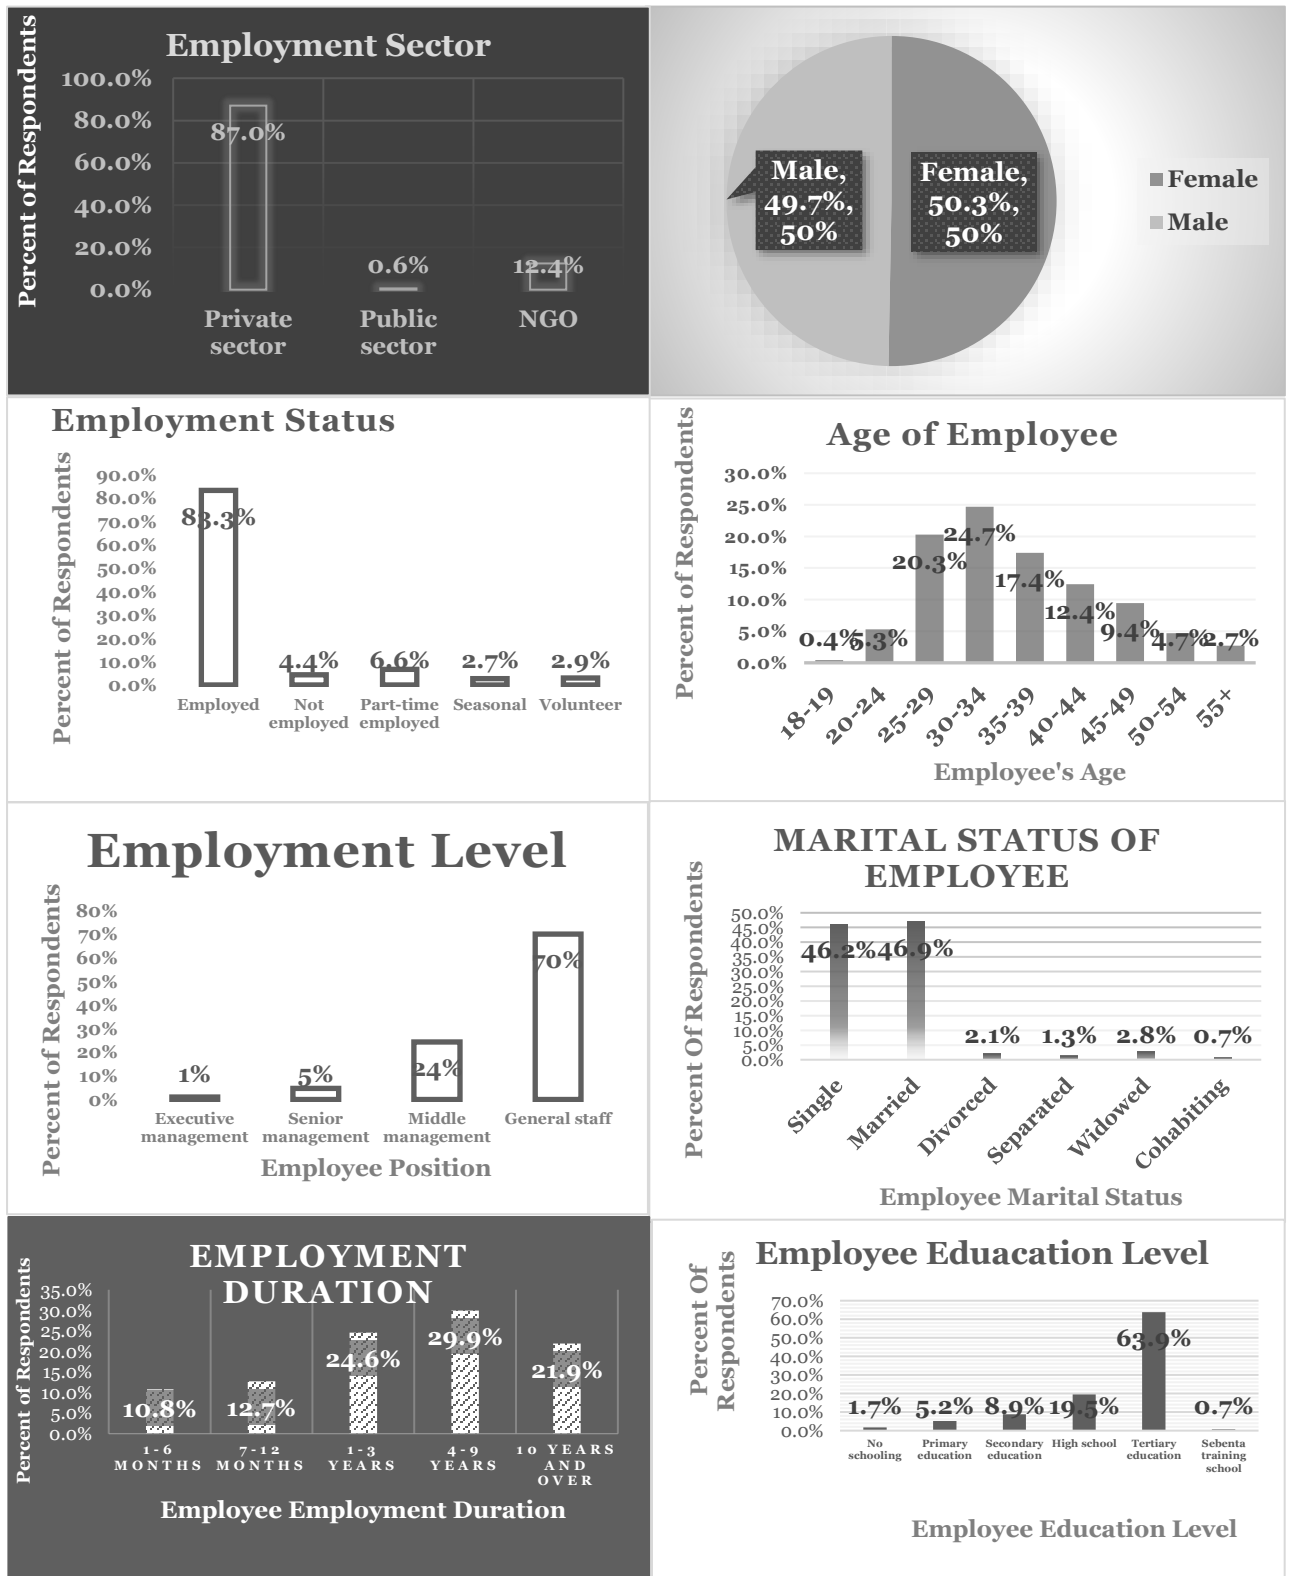 Employment Sector
Percent of Respondents
100.0%
80.0%
60.0%
40.0%
20.0%
0.0%
87.0%
0.6%
12.4%
Private
sector
Public
sector
NGO
Male,
49.7%,
50%
Female,
50.3%,
50%
Female
Male
Employment Status
Percent of Respondents
90.0%
80.0%
70.0%
60.0%
50.0%
40.0%
30.0%
20.0%
10.0%
0.0%
83.3%
4.4%
6.6%
2.7%
2.9%
Employed
Not
employed
Part-time
employed
Seasonal
Volunteer
Age of Employee
Percent of Respondents
30.0%
25.0%
20.0%
15.0%
10.0%
5.0%
0.0%
0.4%
5.3%
20.3%
24.7%
17.4%
12.4%
9.4%
4.7%
2.7%
18-19
20-24
25-29
30-34
35-39
40-44
45-49
50-54
55+
Employee's Age
Employment Level
Percent of Respondents
80%
70%
60%
50%
40%
30%
20%
10%
0%
1%
5%
24%
70%
Executive
management
Senior
management
Middle
management
General staff
Employee Position
MARITAL STATUS OF
EMPLOYEE
Percent Of Respondents
50.0%
45.0%
40.0%
35.0%
30.0%
25.0%
20.0%
15.0%
10.0%
5.0%
0.0%
46.2%
46.9%
2.1%
1.3%
2.8%
0.7%
Single
Married
Divorced
Separated
Widowed
Cohabiting
Employee Marital Status
EMPLOYMENT
DURATION
Percent of Respondents
35.0%
30.0%
25.0%
20.0%
15.0%
10.0%
5.0%
0.0%
10.8%
12.7%
24.6%
29.9%
21.9%
1-6
MONTHS
7-12
MONTHS
1-3
YEARS
4-9
YEARS
10 YEARS
AND
OVER
Employee Employment Duration
Employee Eduacation Level
Percent Of
Respondents
70.0%
60.0%
50.0%
40.0%
30.0%
20.0%
10.0%
0.0%
1.7%
5.2%
8.9%
19.5%
63.9%
0.7%
No
schooling
Primary
education
Secondary
education
High school
Tertiary
education
Sebenta
training
school
Employee Education Level